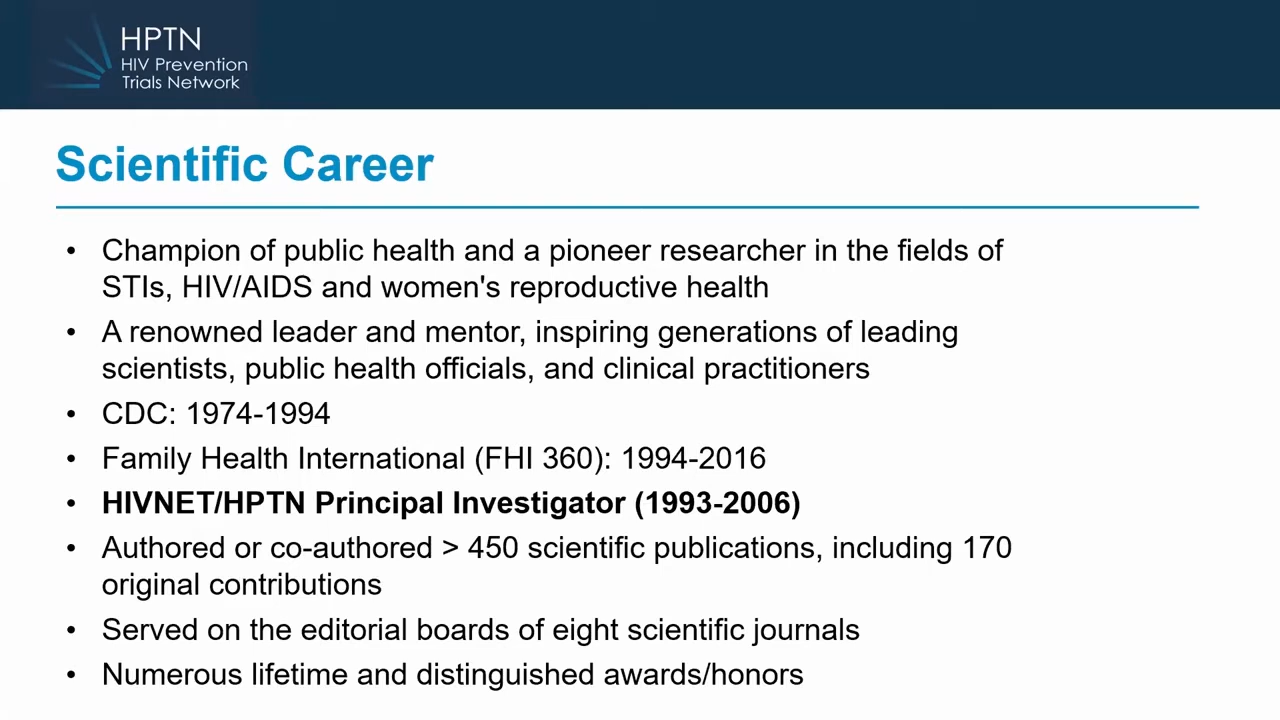 HPTN
HIV Prevention
Trials Network
Scientific Career
• Champion of public health and a pioneer researcher in the fields of
STIs, HIV/AIDS and women's reproductive health
• A renowned leader and mentor, inspiring generations of leading
scientists, public health officials, and clinical practitioners
• CDC: 1974-1994
• Family Health International (FHI 360): 1994-2016
• HIVNET/HPTN Principal Investigator (1993-2006)
• Authored or co-authored > 450 scientific publications, including 170
original contributions
• Served on the editorial boards of eight scientific journals
• Numerous lifetime and distinguished awards/honors